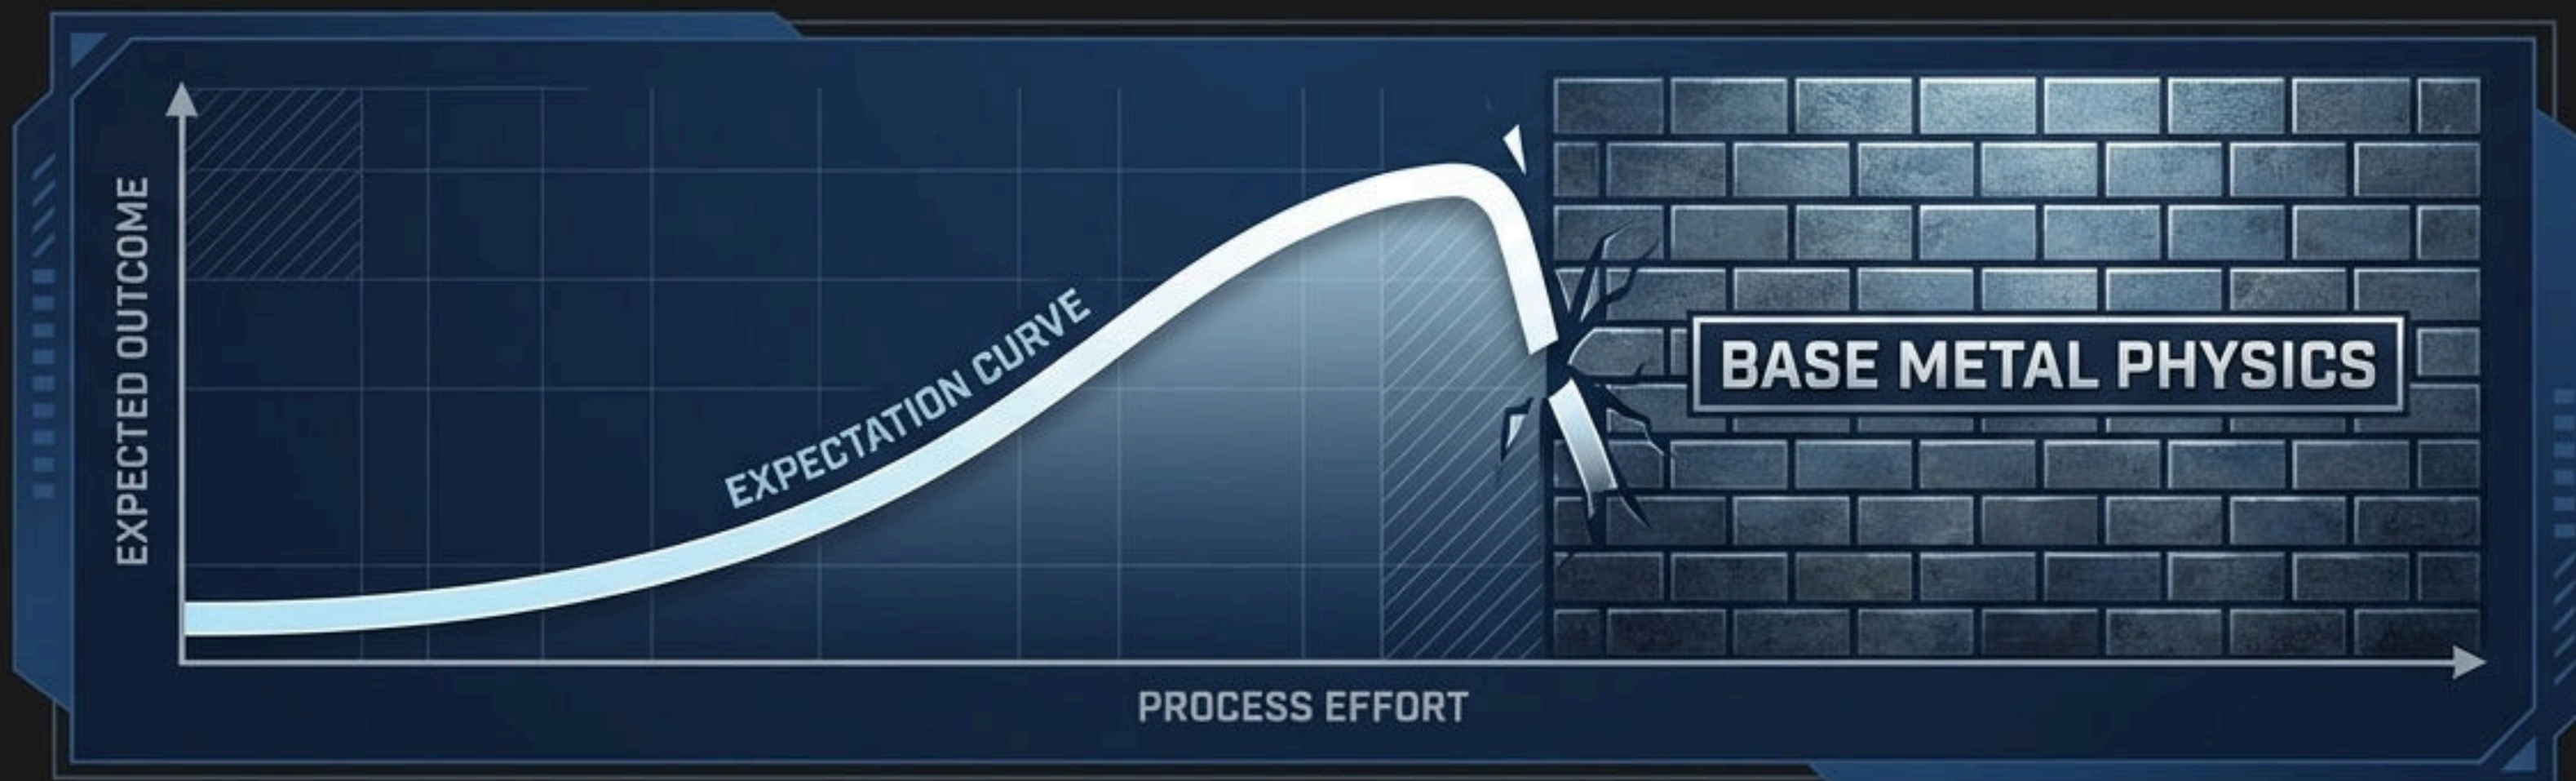 EXPECTED OUTCOME
EXPECTATION CURVE
BASE METAL PHYSICS
PROCESS EFFORT